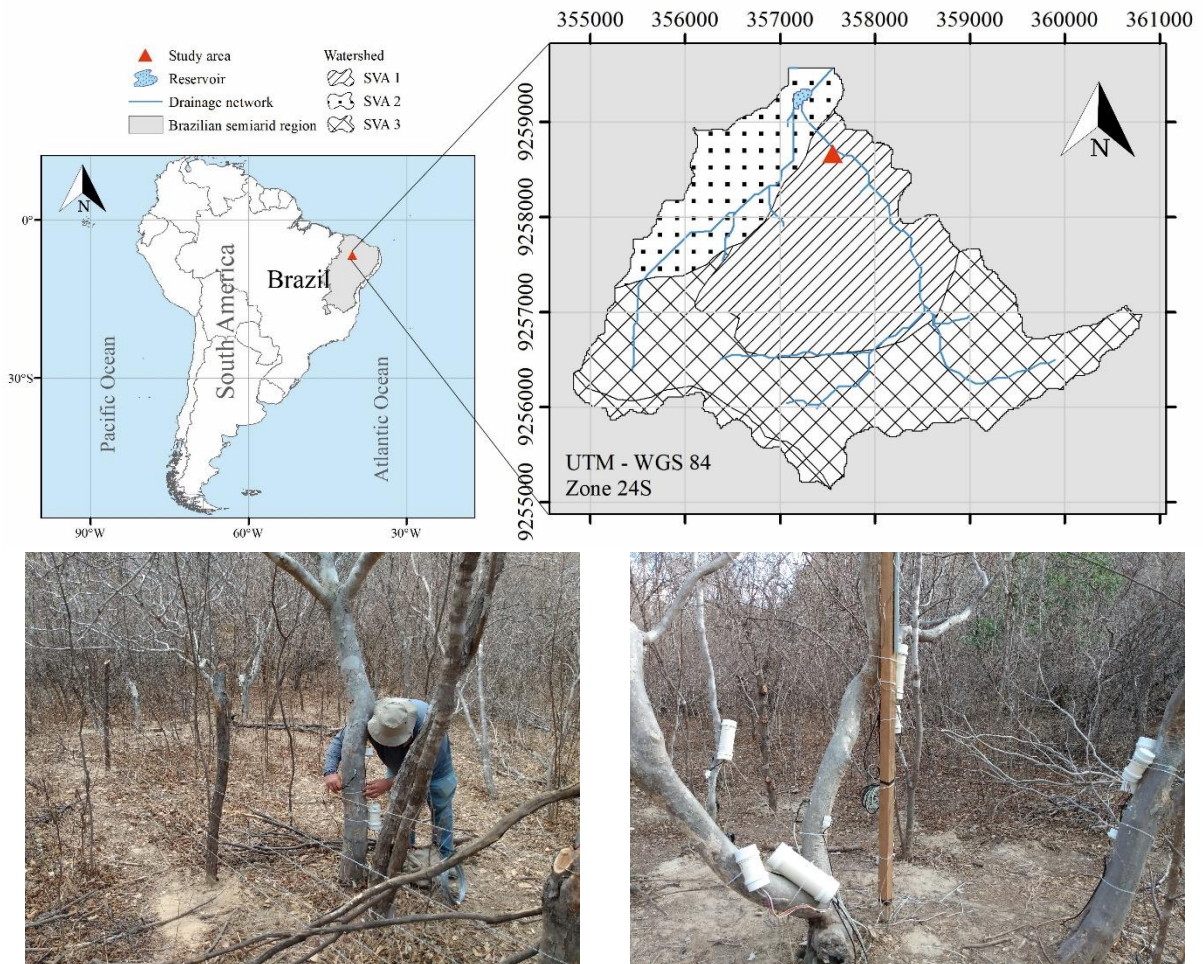 Study area
Reservoir
Drainage network
Brazilian semiarid region
Watershed
SVA 1
SVA 2
SVA 3
N
0°
30°S
90°W
60°W
30°W
Pacific Ocean
South America
Brazil
Atlantic Ocean
355000 356000 357000 358000 359000 360000 361000
9259000
9258000
9257000
9256000
9255000
N
UTM - WGS 84
Zone 24S